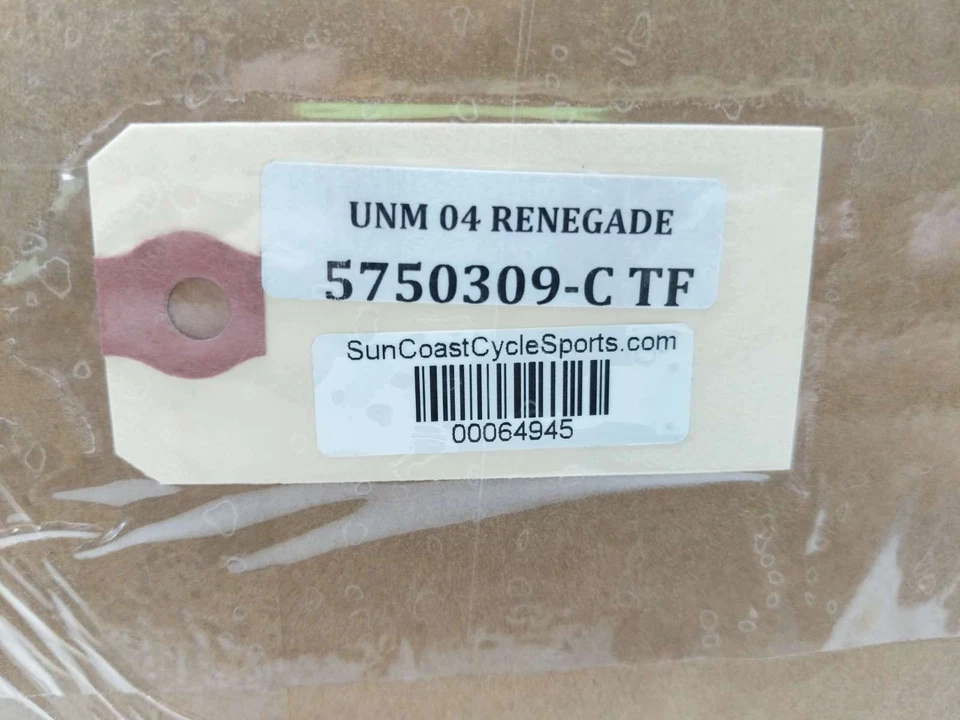 UNM 04 RENEGADE
5750309-C TF
SunCoastCycleSports.com
00064945